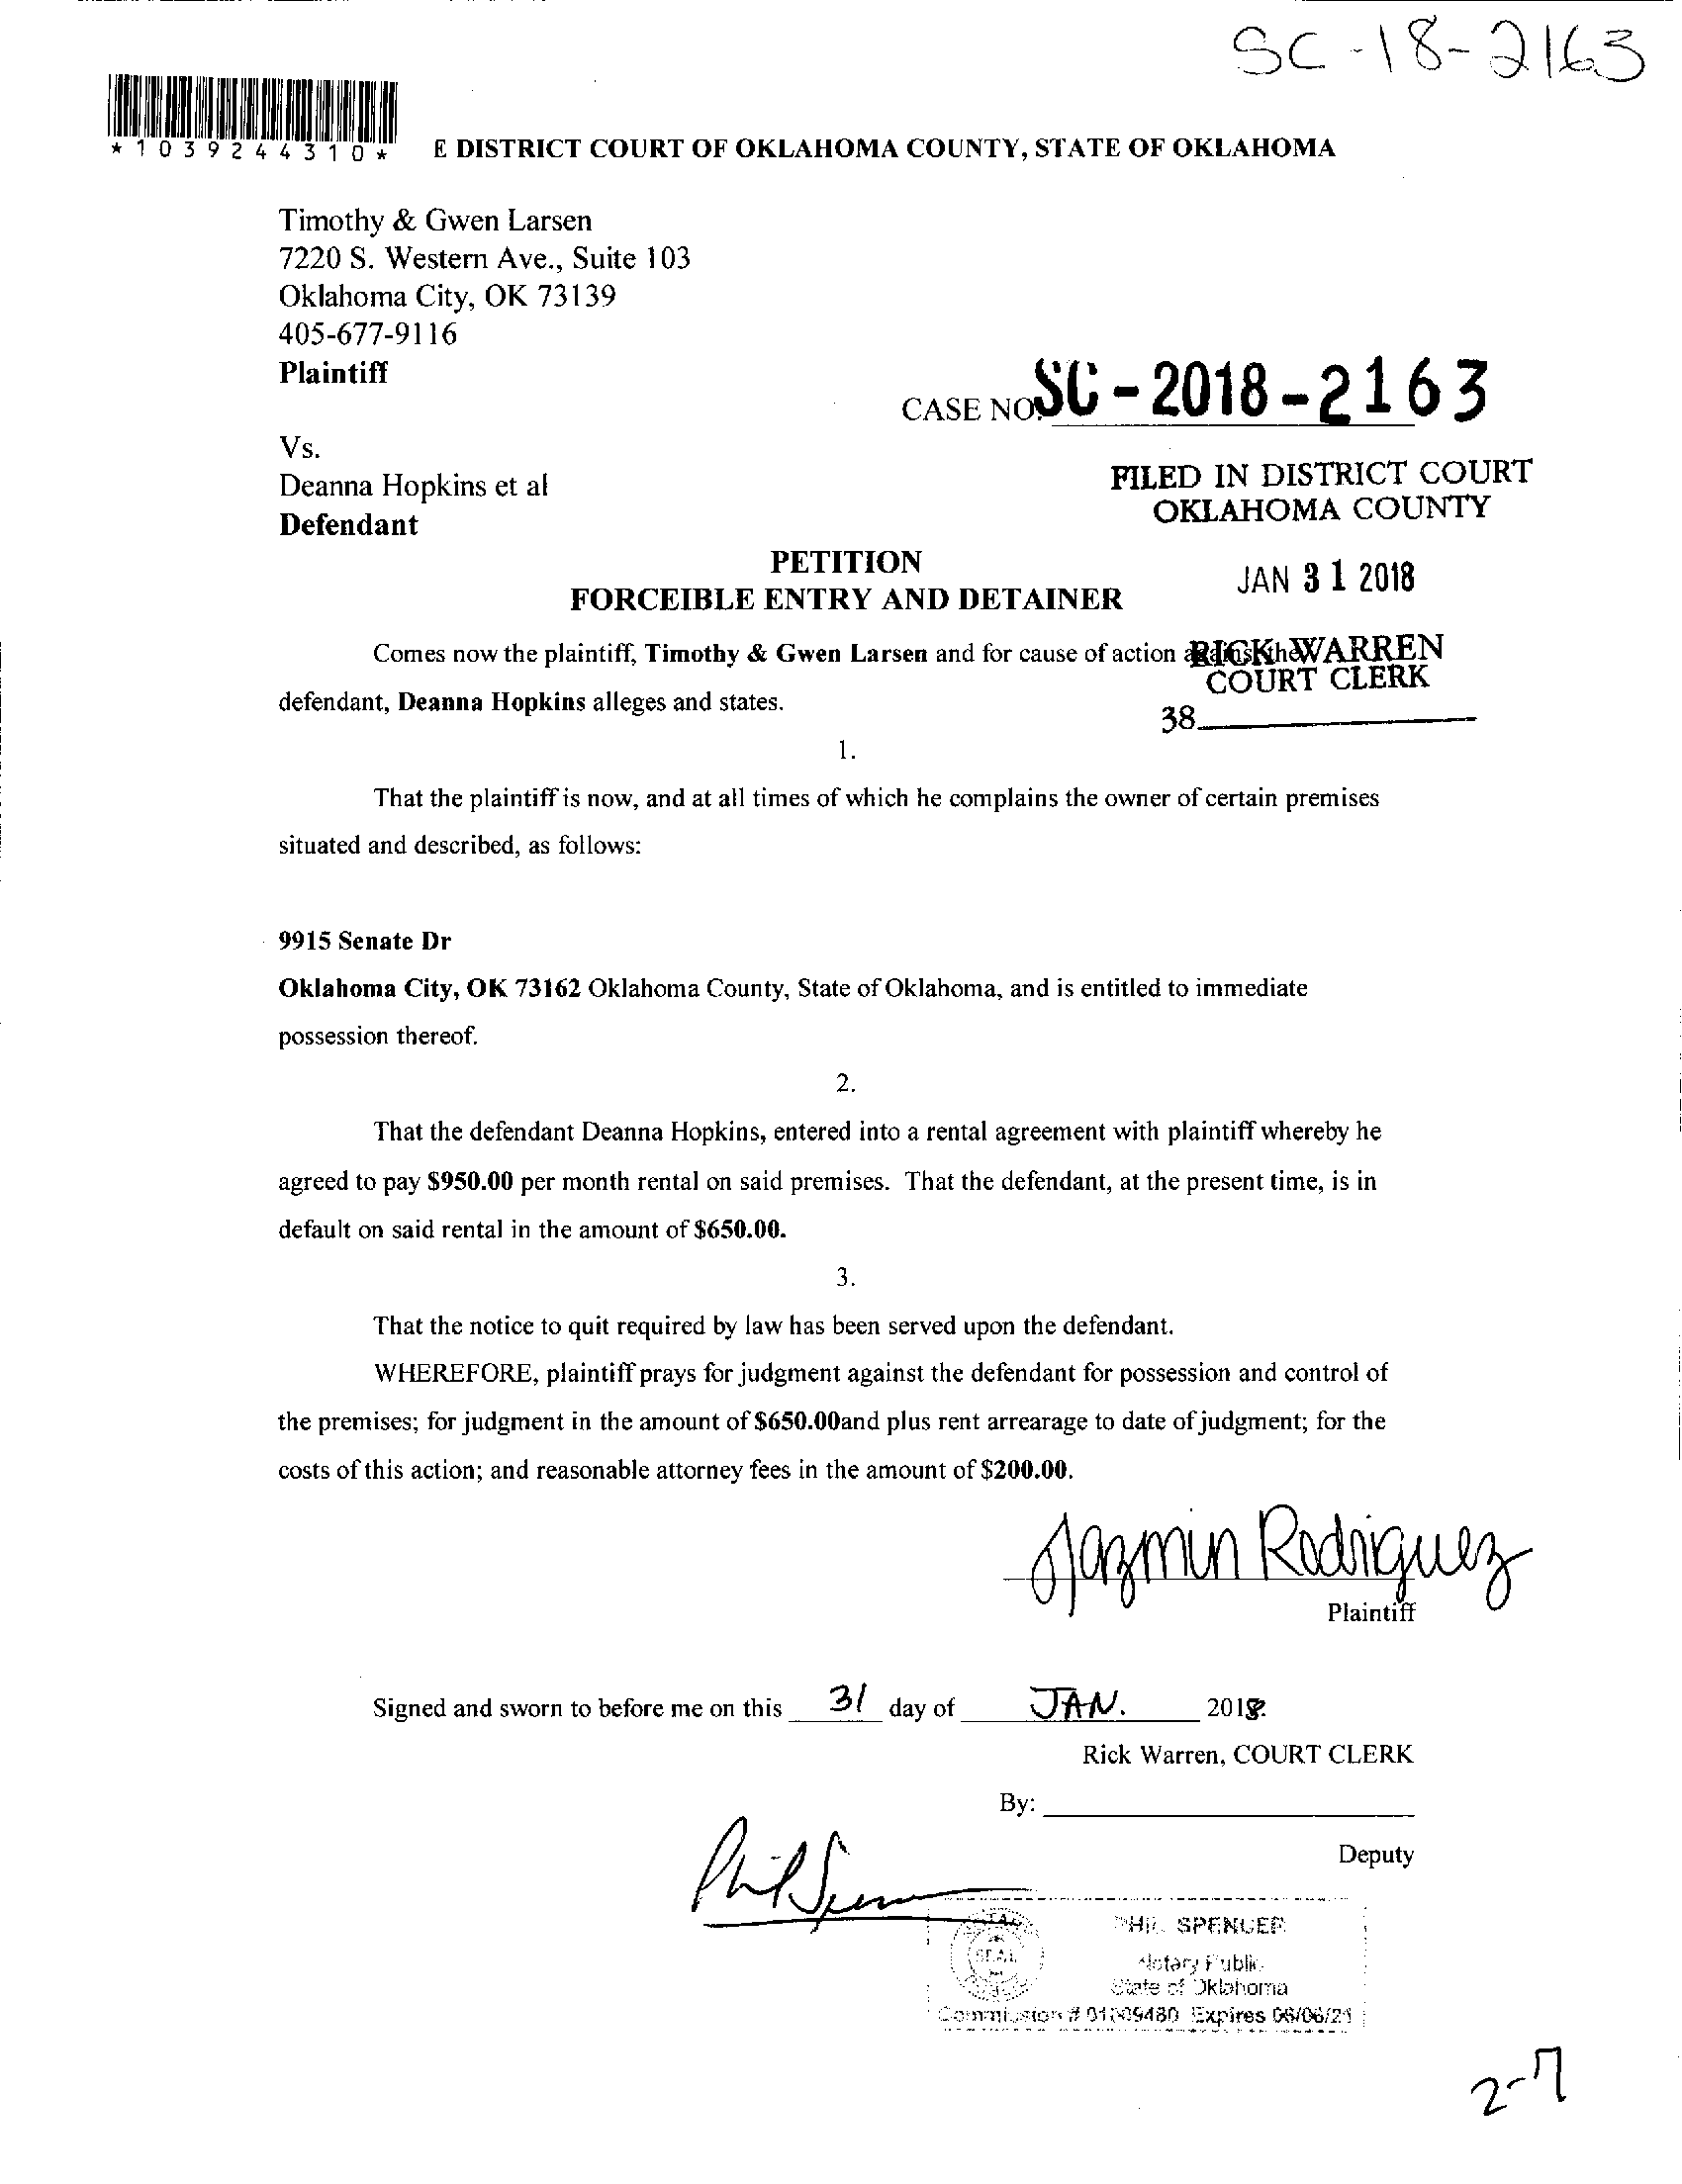 SC-18-2163
*1039244310*
E DISTRICT COURT OF OKLAHOMA COUNTY, STATE OF OKLAHOMA
Timothy & Gwen Larsen
7220 S. Western Ave., Suite 103
Oklahoma City, OK 73139
405-677-9116
Plaintiff
CASE NO. SC-2018-2163
Vs.
Deanna Hopkins et al
Defendant
FILED IN DISTRICT COURT
OKLAHOMA COUNTY
PETITION
FORCEIBLE ENTRY AND DETAINER
JAN 31 2018
Comes now the plaintiff, Timothy & Gwen Larsen and for cause of action against the
RICK WARREN
COURT CLERK
defendant, Deanna Hopkins alleges and states.
38
1.
That the plaintiff is now, and at all times of which he complains the owner of certain premises
situated and described, as follows:
9915 Senate Dr
Oklahoma City, OK 73162 Oklahoma County, State of Oklahoma, and is entitled to immediate
possession thereof.
2.
That the defendant Deanna Hopkins, entered into a rental agreement with plaintiff whereby he
agreed to pay $950.00 per month rental on said premises. That the defendant, at the present time, is in
default on said rental in the amount of $650.00.
3.
That the notice to quit required by law has been served upon the defendant.
WHEREFORE, plaintiff prays for judgment against the defendant for possession and control of
the premises; for judgment in the amount of $650.00and plus rent arrearage to date of judgment; for the
costs of this action; and reasonable attorney fees in the amount of $200.00.
Jazmin Rodriguez
Plaintiff
Signed and sworn to before me on this 31 day of JAN. 2018.
Rick Warren, COURT CLERK
By:
Deputy
Phil Spencer
PHIL SPENCER
SEAL
Notary Public
State of Oklahoma
Commission # 01009480 Expires 06/06/21
2-7